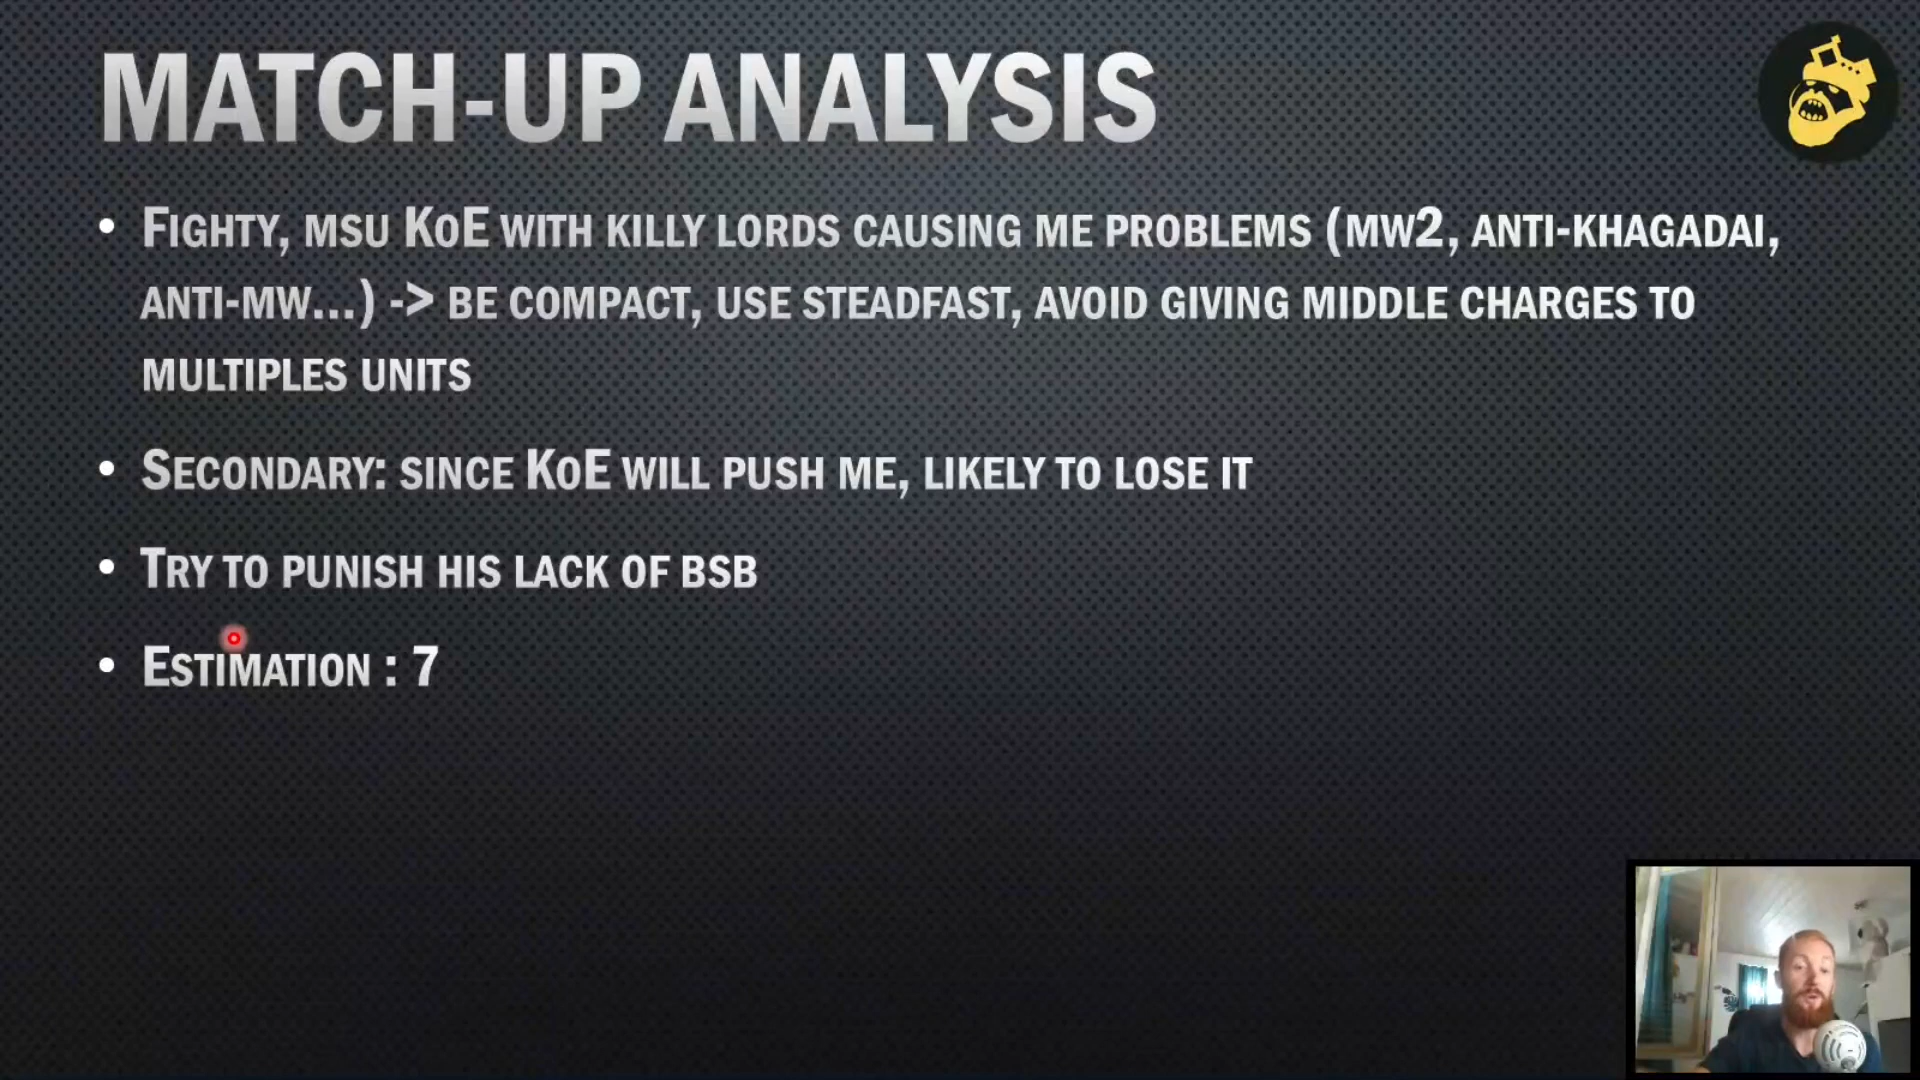 MATCH-UP ANALYSIS
• FIGHTY, MSU KOE WITH KILLY LORDS CAUSING ME PROBLEMS (MW2, ANTI-KHAGADAI,
ANTI-MW...) -> BE COMPACT, USE STEADFAST, AVOID GIVING MIDDLE CHARGES TO
MULTIPLES UNITS
• SECONDARY: SINCE KOE WILL PUSH ME, LIKELY TO LOSE IT
• TRY TO PUNISH HIS LACK OF BSB
• ESTIMATION : 7